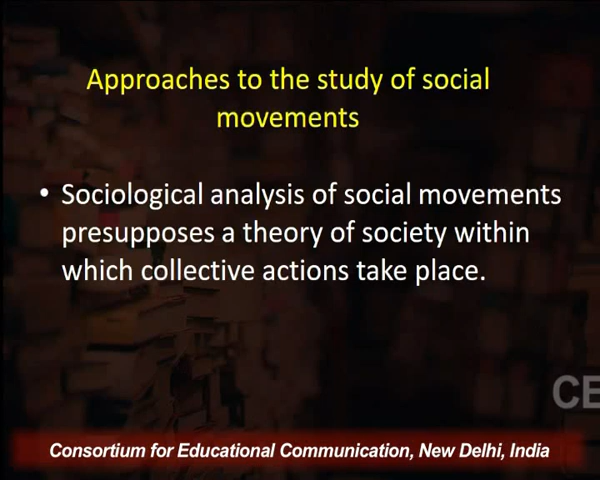 Approaches to the study of social
movements
• Sociological analysis of social movements
presupposes a theory of society within
which collective actions take place.
CE
Consortium for Educational Communication, New Delhi, India